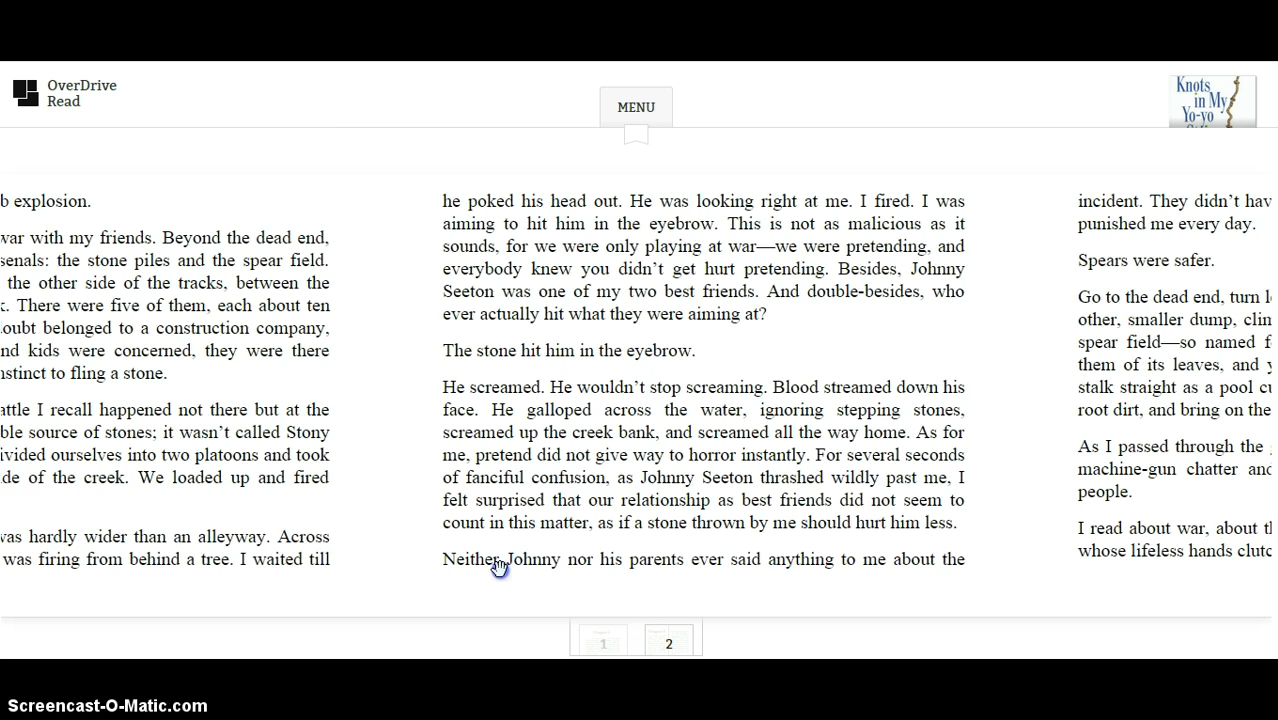 OverDrive
Read
MENU
Knots
in My
Yo-yo
b explosion.
war with my friends. Beyond the dead end,
senals: the stone piles and the spear field.
the other side of the tracks, between the
k. There were five of them, each about ten
oubt belonged to a construction company,
nd kids were concerned, they were there
nstinct to fling a stone.
attle I recall happened not there but at the
ble source of stones; it wasn’t called Stony
ivided ourselves into two platoons and took
de of the creek. We loaded up and fired
was hardly wider than an alleyway. Across
was firing from behind a tree. I waited till
he poked his head out. He was looking right at me. I fired. I was
aiming to hit him in the eyebrow. This is not as malicious as it
sounds, for we were only playing at war—we were pretending, and
everybody knew you didn’t get hurt pretending. Besides, Johnny
Seeton was one of my two best friends. And double-besides, who
ever actually hit what they were aiming at?
The stone hit him in the eyebrow.
He screamed. He wouldn’t stop screaming. Blood streamed down his
face. He galloped across the water, ignoring stepping stones,
screamed up the creek bank, and screamed all the way home. As for
me, pretend did not give way to horror instantly. For several seconds
of fanciful confusion, as Johnny Seeton thrashed wildly past me, I
felt surprised that our relationship as best friends did not seem to
count in this matter, as if a stone thrown by me should hurt him less.
Neither Johnny nor his parents ever said anything to me about the
incident. They didn’t hav
punished me every day.
Spears were safer.
Go to the dead end, turn l
other, smaller dump, clim
spear field—so named f
them of its leaves, and y
stalk straight as a pool cu
root dirt, and bring on the
As I passed through the
machine-gun chatter and
people.
I read about war, about t
whose lifeless hands clutc
1
2
Screencast-O-Matic.com